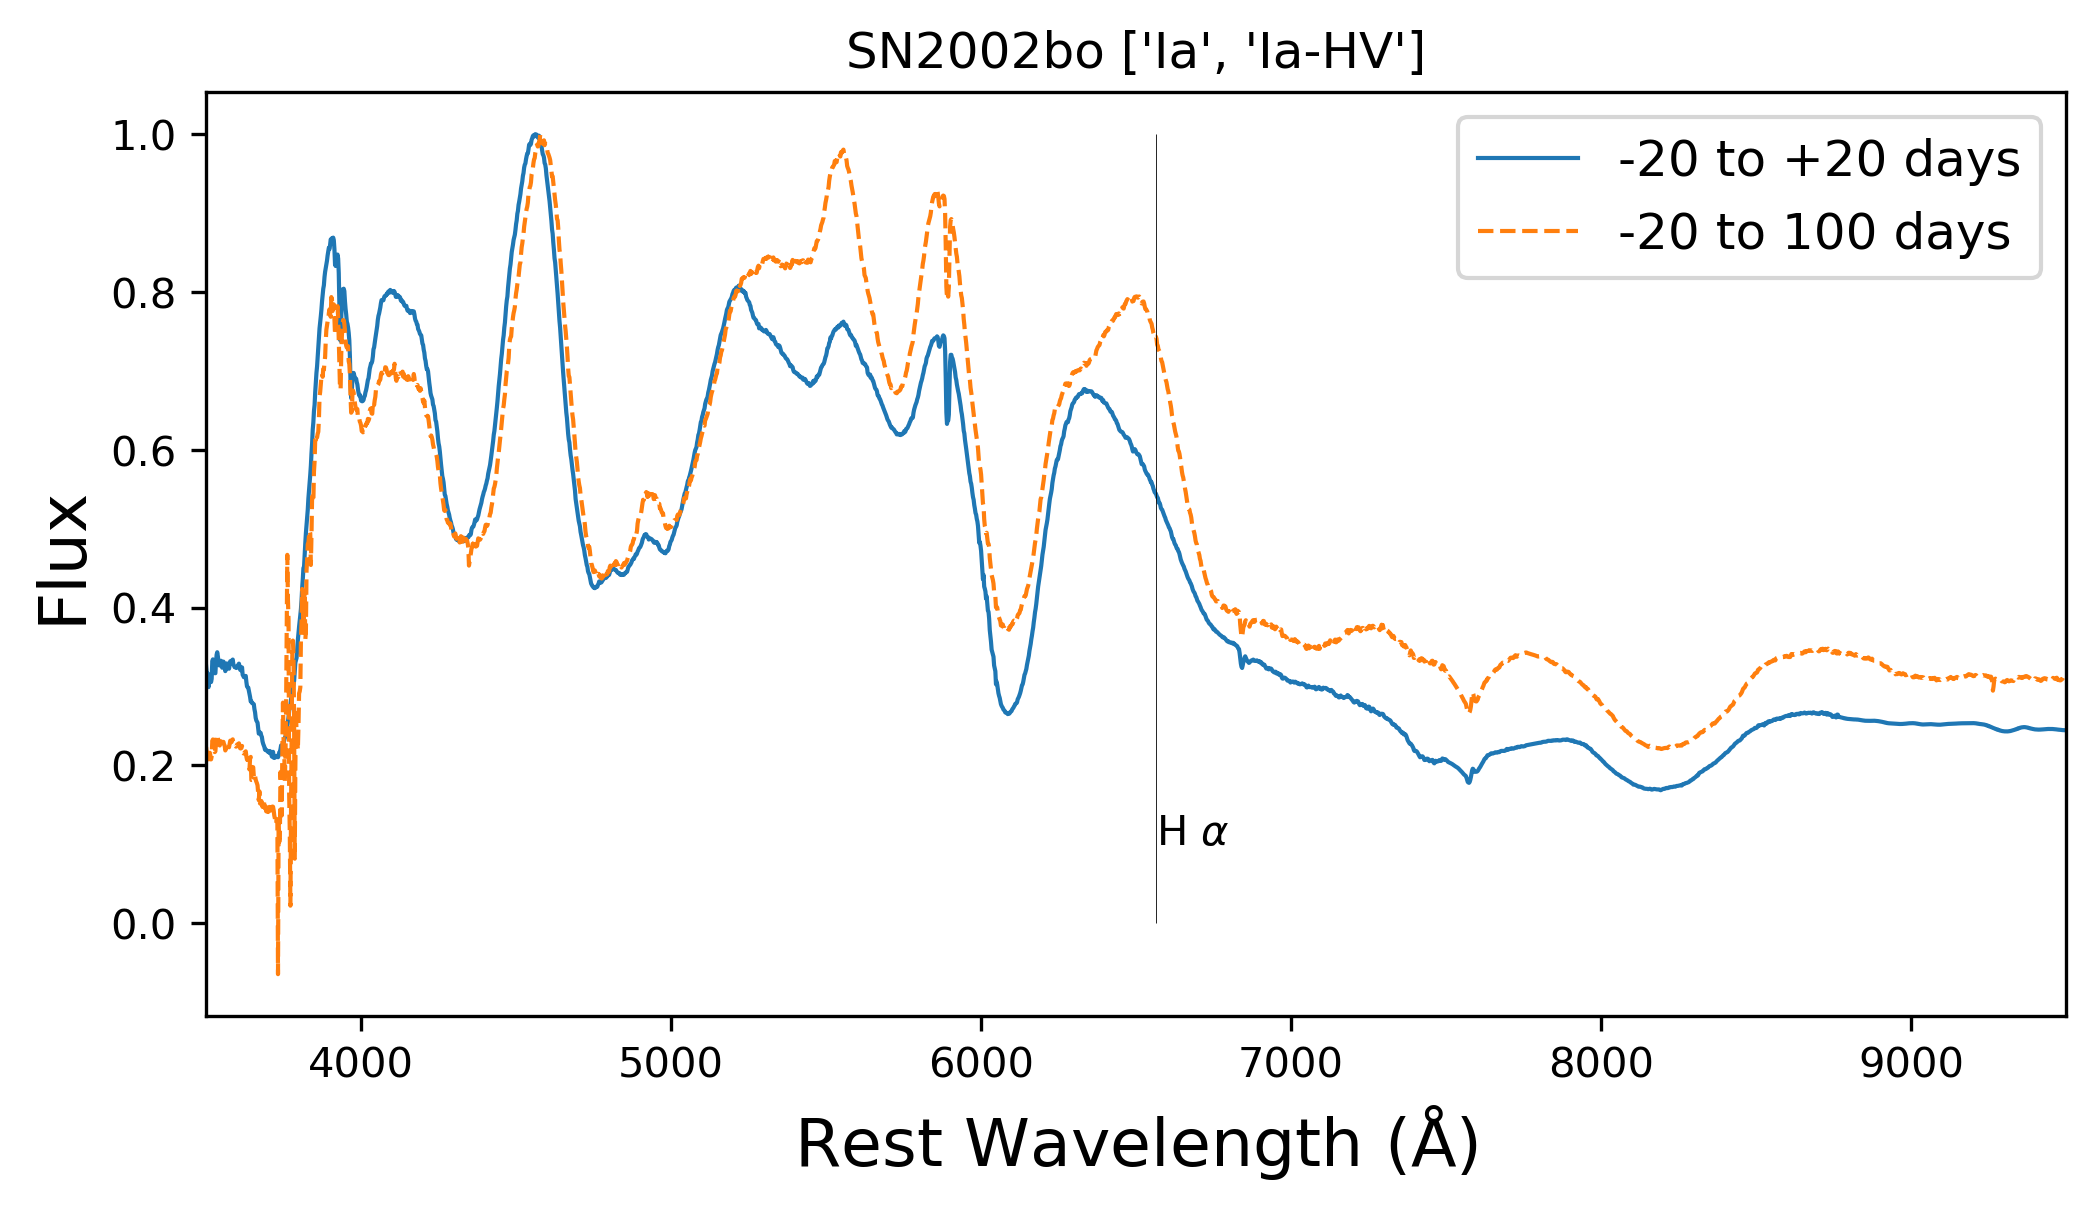 SN2002bo ['Ia', 'Ia-HV']
-20 to +20 days
-20 to 100 days
1.0
0.8
0.6
0.4
0.2
0.0
Flux
H α
4000 5000 6000 7000 8000 9000
Rest Wavelength (Å)